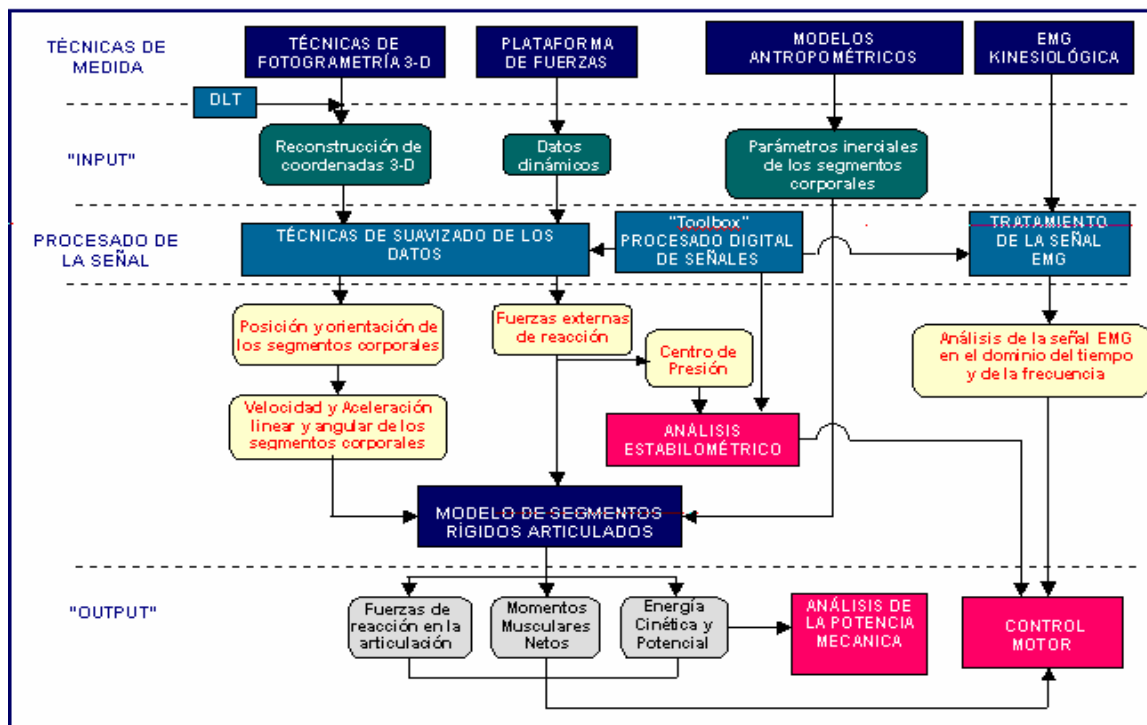 TÉCNICAS DE
MEDIDA
TÉCNICAS DE
FOTOGRAMETRÍA 3-D
PLATAFORMA
DE FUERZAS
MODELOS
ANTROPOMÉTRICOS
EMG
KINESIOLÓGICA
DLT
"INPUT"
Reconstrucción de
coordenadas 3-D
Datos
dinámicos
Parámetros inerciales
de los segmentos
corporales
PROCESADO DE
LA SEÑAL
TÉCNICAS DE SUAVIZADO DE LOS
DATOS
"Toolbox"
PROCESADO DIGITAL
DE SEÑALES
TRATAMIENTO
DE LA SEÑAL
EMG
Posición y orientación de
los segmentos corporales
Fuerzas externas
de reacción
Centro de
Presión
Análisis de la señal EMG
en el dominio del tiempo
y de la frecuencia
Velocidad y Aceleración
linear y angular de los
segmentos corporales
ANÁLISIS
ESTABILOMÉTRICO
MODELO DE SEGMENTOS
RÍGIDOS ARTICULADOS
"OUTPUT"
Fuerzas de
reacción en la
articulación
Momentos
Musculares
Netos
Energía
Cinética y
Potencial
ANÁLISIS DE
LA POTENCIA
MECANICA
CONTROL
MOTOR